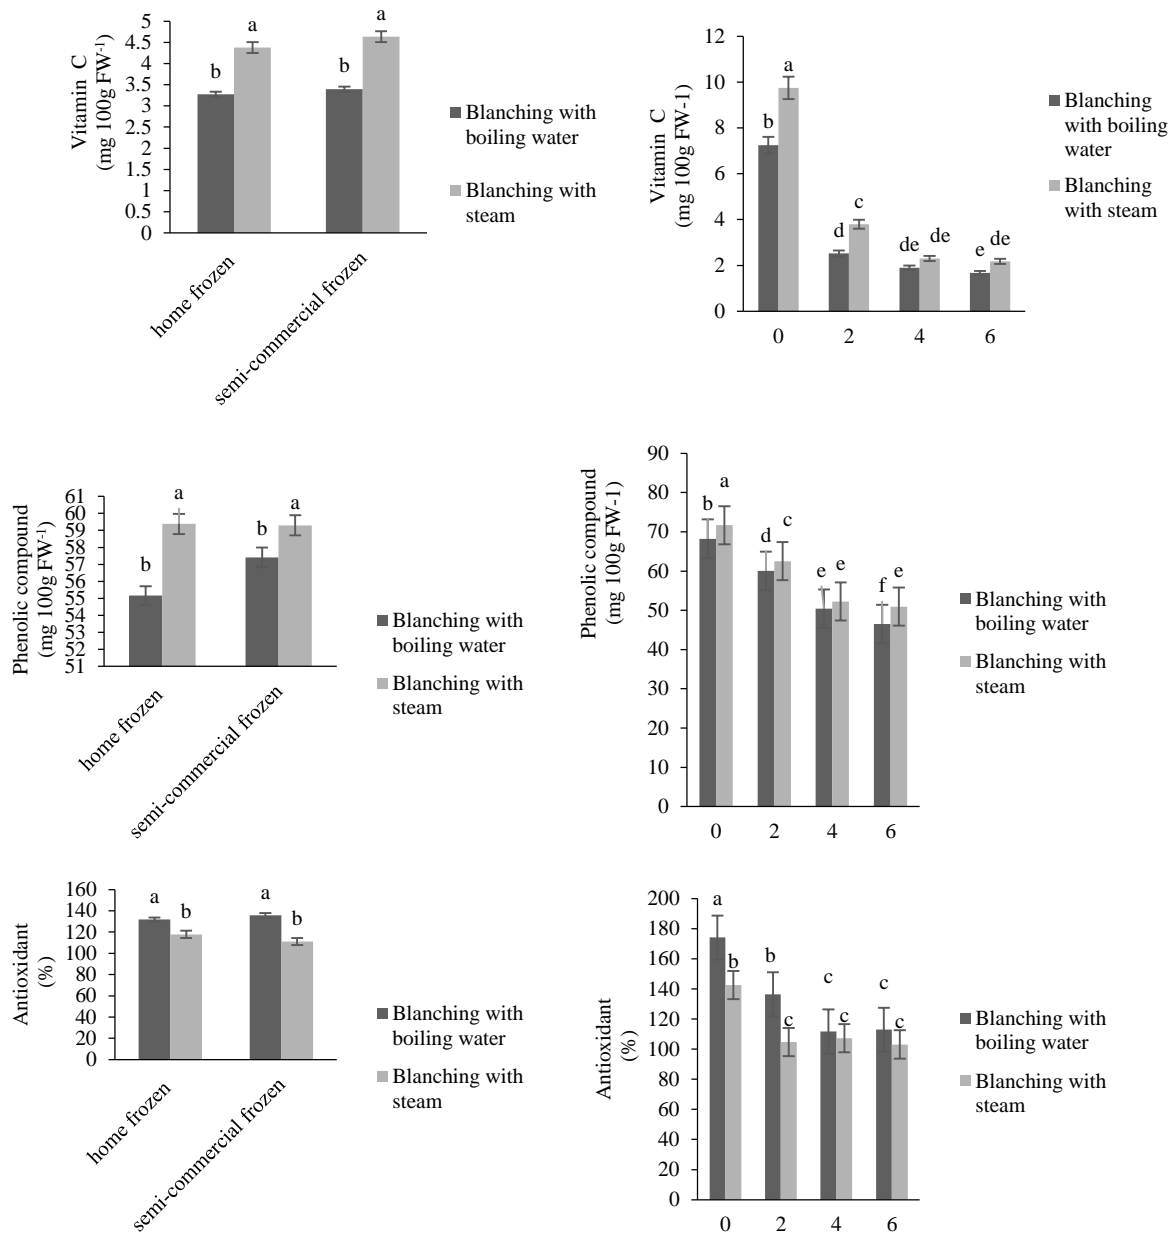 Vitamin C
(mg 100g FW-1)
5
4.5
4
3.5
3
2.5
2
1.5
1
0.5
0
b
a
b
a
home frozen
semi-commercial frozen
Blanching with
boiling water
Blanching with
steam
Vitamin C
(mg 100g FW-1)
12
10
8
6
4
2
0
b
a
d
c
de
de
e
de
0 2 4 6
Blanching
with boiling
water
Blanching
with steam
Phenolic compound
(mg 100g FW-1)
61
60
59
58
57
56
55
54
53
52
51
b
a
b
a
home frozen
semi-commercial frozen
Blanching with
boiling water
Blanching with
steam
Phenolic compound
(mg 100g FW-1)
90
80
70
60
50
40
30
20
10
0
b
a
d
c
e
e
f
e
0 2 4 6
Blanching with
boiling water
Blanching with
steam
Antioxidant
(%)
160
140
120
100
80
60
40
20
0
a
b
a
b
home frozen
semi-commercial frozen
Blanching with
boiling water
Blanching with
steam
Antioxidant
(%)
200
180
160
140
120
100
80
60
40
20
0
a
b
b
c
c
c
c
c
0 2 4 6
Blanching with
boiling water
Blanching with
steam